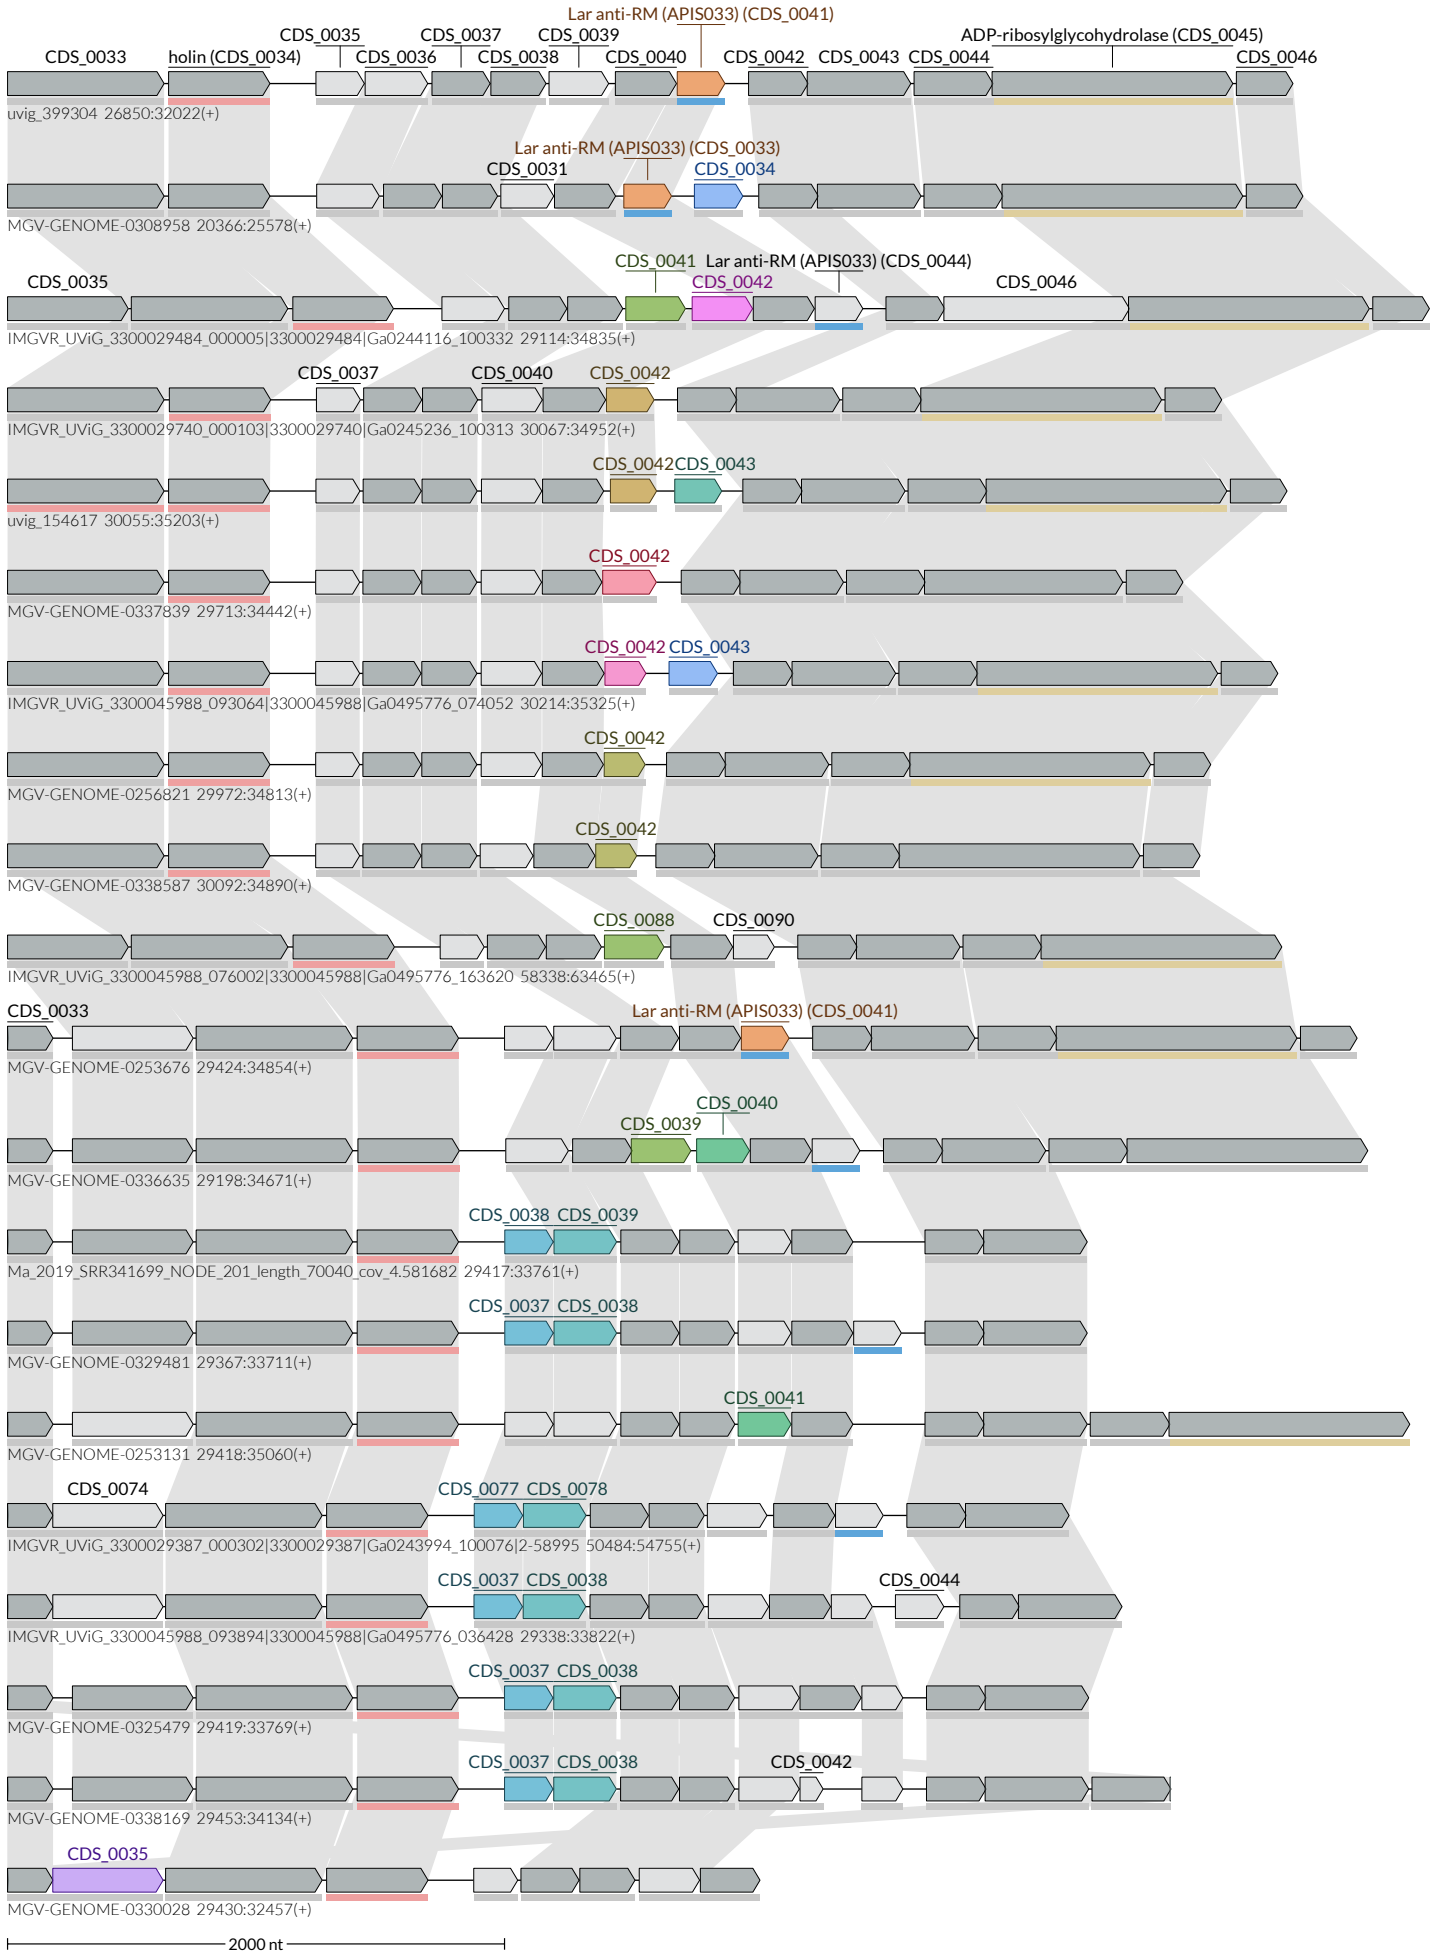 Lar anti-RM (APIS033) (CDS_0041)
CDS_0035 CDS_0037 CDS_0039 ADP-ribosylglycohydrolase (CDS_0045)
CDS_0033 holin (CDS_0034) CDS_0036 CDS_0038 CDS_0040 CDS_0042 CDS_0043 CDS_0044 CDS_0046
uvig_399304 26850:32022(+)
Lar anti-RM (APIS033) (CDS_0033)
CDS_0031 CDS_0034
MGV-GENOME-0308958 20366:25578(+)
CDS_0041 Lar anti-RM (APIS033) (CDS_0044)
CDS_0035 CDS_0042 CDS_0046
IMGVR_UViG_3300029484_000005|3300029484|Ga0244116_100332 29114:34835(+)
CDS_0037 CDS_0040 CDS_0042
IMGVR_UViG_3300029740_000103|3300029740|Ga0245236_100313 30067:34952(+)
CDS_0042 CDS_0043
uvig_154617 30055:35203(+)
CDS_0042
MGV-GENOME-0337839 29713:34442(+)
CDS_0042 CDS_0043
IMGVR_UViG_3300045988_093064|3300045988|Ga0495776_074052 30214:35325(+)
CDS_0042
MGV-GENOME-0256821 29972:34813(+)
CDS_0042
MGV-GENOME-0338587 30092:34890(+)
CDS_0088 CDS_0090
IMGVR_UViG_3300045988_076002|3300045988|Ga0495776_163620 58338:63465(+)
CDS_0033 Lar anti-RM (APIS033) (CDS_0041)
MGV-GENOME-0253676 29424:34854(+)
CDS_0040
CDS_0039
MGV-GENOME-0336635 29198:34671(+)
CDS_0038 CDS_0039
Ma_2019_SRR341699_NODE_201_length_70040_cov_4.581682 29417:33761(+)
CDS_0037 CDS_0038
MGV-GENOME-0329481 29367:33711(+)
CDS_0041
MGV-GENOME-0253131 29418:35060(+)
CDS_0074 CDS_0077 CDS_0078
IMGVR_UViG_3300029387_000302|3300029387|Ga0243994_100076|2-58995 50484:54755(+)
CDS_0037 CDS_0038 CDS_0044
IMGVR_UViG_3300045988_093894|3300045988|Ga0495776_036428 29338:33822(+)
CDS_0037 CDS_0038
MGV-GENOME-0325479 29419:33769(+)
CDS_0037 CDS_0038 CDS_0042
MGV-GENOME-0338169 29453:34134(+)
CDS_0035
MGV-GENOME-0330028 29430:32457(+)
2000 nt